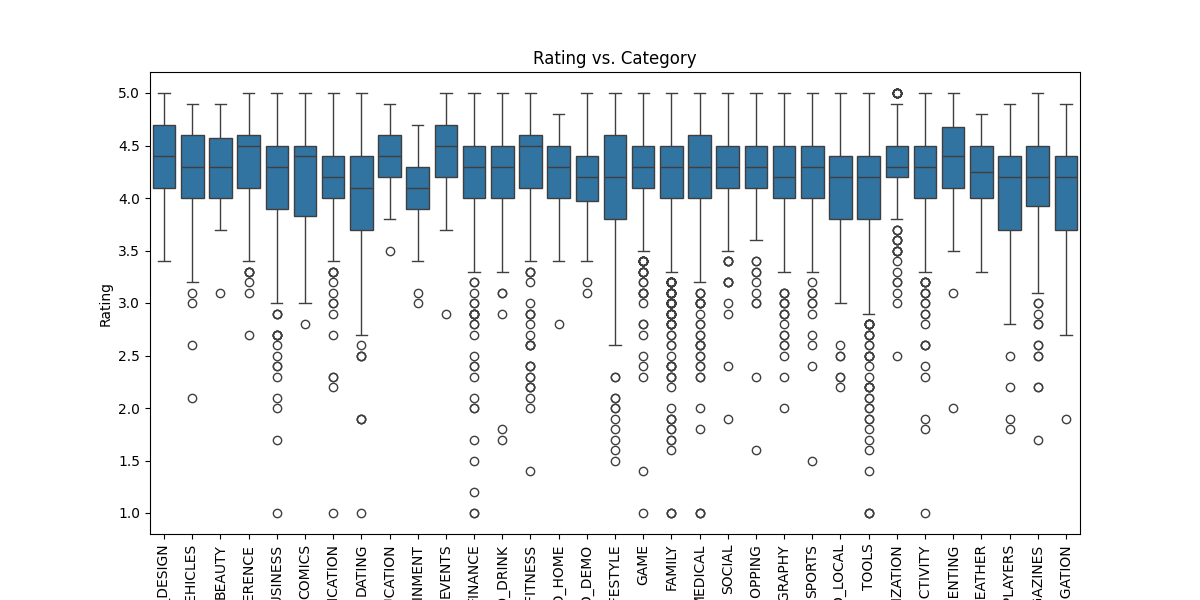 Rating vs. Category
Rating
5.0
4.5
4.0
3.5
3.0
2.5
2.0
1.5
1.0
_DESIGN
EHICLES
BEAUTY
ERENCE
USINESS
COMICS
ICATION
DATING
ICATION
INMENT
EVENTS
FINANCE
D_DRINK
FITNESS
D_HOME
D_DEMO
FESTYLE
GAME
FAMILY
MEDICAL
SOCIAL
OPPING
GRAPHY
SPORTS
D_LOCAL
TOOLS
IZATION
CTIVITY
ENTING
EATHER
PLAYERS
GAZINES
GATION